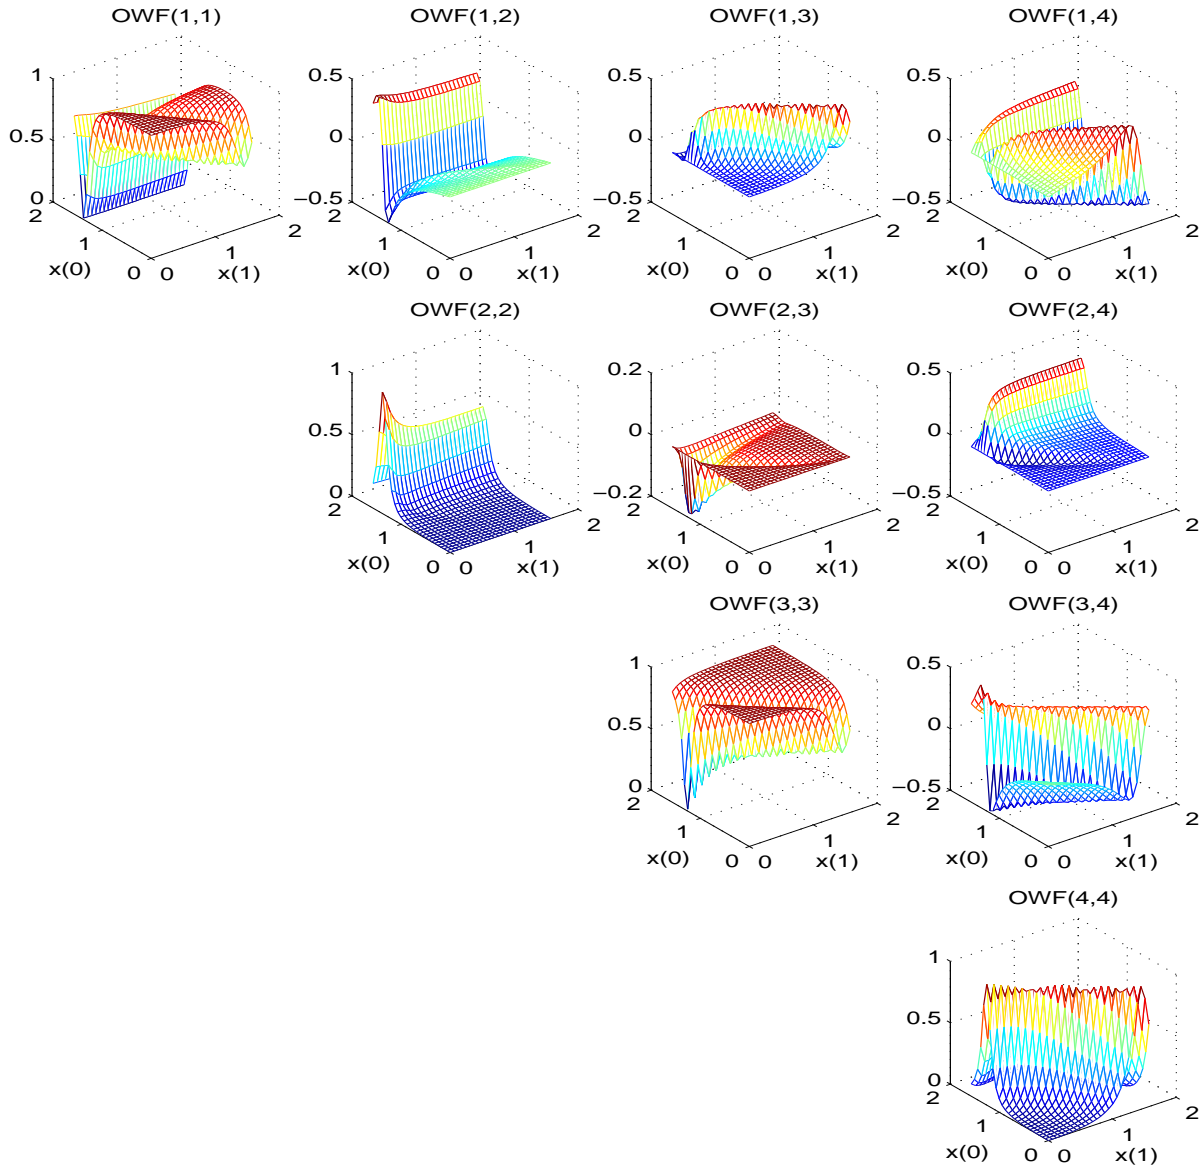 OWF(1,1) OWF(1,2) OWF(1,3) OWF(1,4)
1 0.5 0.5 0.5
0.5 0 0 0
0 −0.5 −0.5 −0.5
2 2 2 2 2 2 2 2
1 1 1 1 1 1 1 1
x(0) 0 0 x(1) x(0) 0 0 x(1) x(0) 0 0 x(1) x(0) 0 0 x(1)
OWF(2,2) OWF(2,3) OWF(2,4)
1 0.2 0.5
0.5 0 0
0 −0.2 −0.5
2 2 2 2 2 2
1 1 1 1 1 1
x(0) 0 0 x(1) x(0) 0 0 x(1) x(0) 0 0 x(1)
OWF(3,3) OWF(3,4)
1 0.5
0.5 0
0 −0.5
2 2 2 2
1 1 1 1
x(0) 0 0 x(1) x(0) 0 0 x(1)
OWF(4,4)
1
0.5
0
2 2
1 1
x(0) 0 0 x(1)